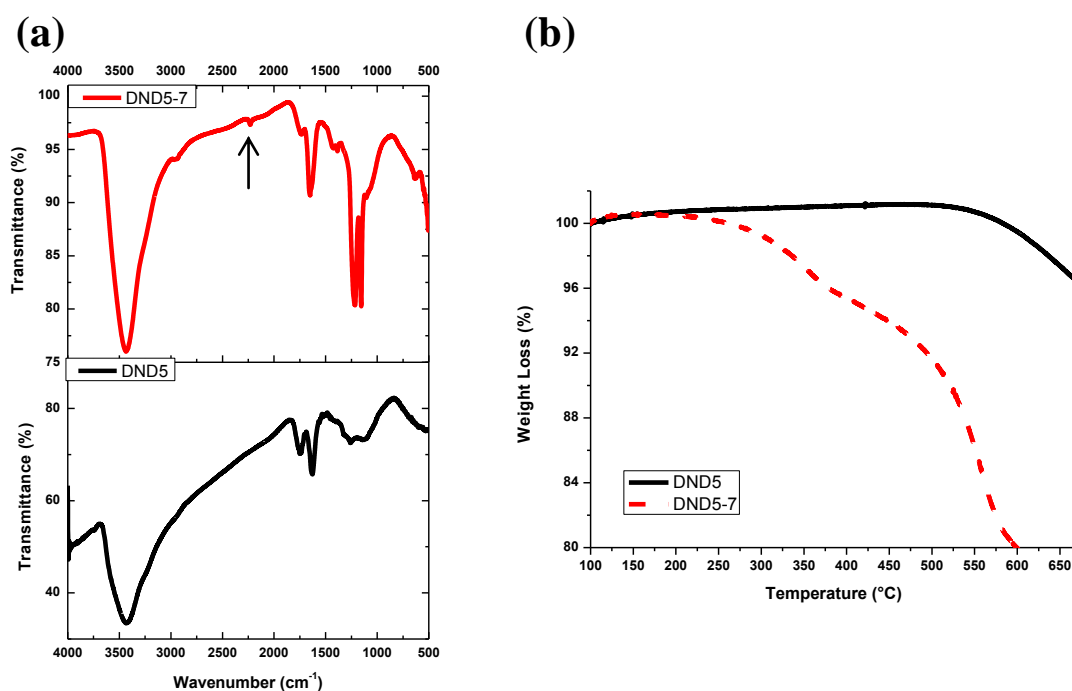 (a)
4000 3500 3000 2500 2000 1500 1000 500
DND5-7
100
95
90
85
80
75
Transmittance (%)
DND5
80
60
40
Transmittance (%)
4000 3500 3000 2500 2000 1500 1000 500
Wavenumber (cm⁻¹)
(b)
100
96
92
88
84
80
Weight Loss (%)
DND5
DND5-7
100 150 200 250 300 350 400 450 500 550 600 650
Temperature (°C)